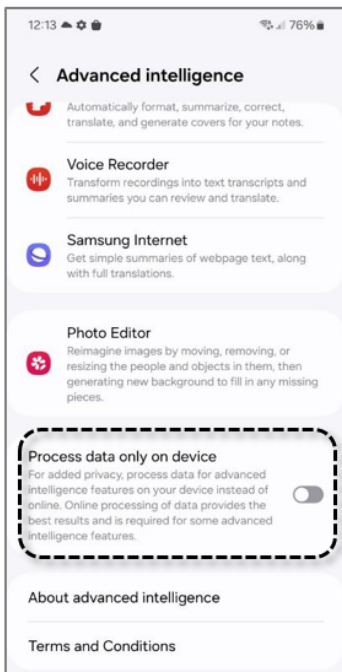 12:13 76%
Advanced intelligence
Automatically format, summarize, correct,
translate, and generate covers for your notes.
Voice Recorder
Transform recordings into text transcripts and
summaries you can review and translate.
Samsung Internet
Get simple summaries of webpage text, along
with full translations.
Photo Editor
Reimagine images by moving, removing, or
resizing the people and objects in them, then
generating new background to fill in any missing
pieces.
Process data only on device
For added privacy, process data for advanced
intelligence features on your device instead of
online. Online processing of data provides the
best results and is required for some advanced
intelligence features.
About advanced intelligence
Terms and Conditions